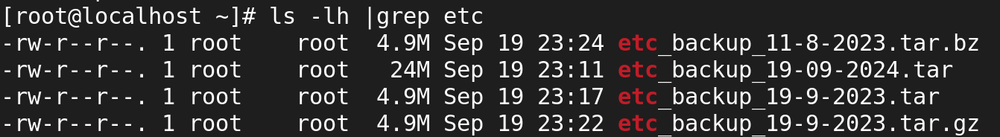 [root@localhost ~]# ls -lh |grep etc
-rw-r--r--. 1 root    root  4.9M Sep 19 23:24 etc_backup_11-8-2023.tar.bz
-rw-r--r--. 1 root    root   24M Sep 19 23:11 etc_backup_19-09-2024.tar
-rw-r--r--. 1 root    root  4.9M Sep 19 23:17 etc_backup_19-9-2023.tar
-rw-r--r--. 1 root    root  4.9M Sep 19 23:22 etc_backup_19-9-2023.tar.gz